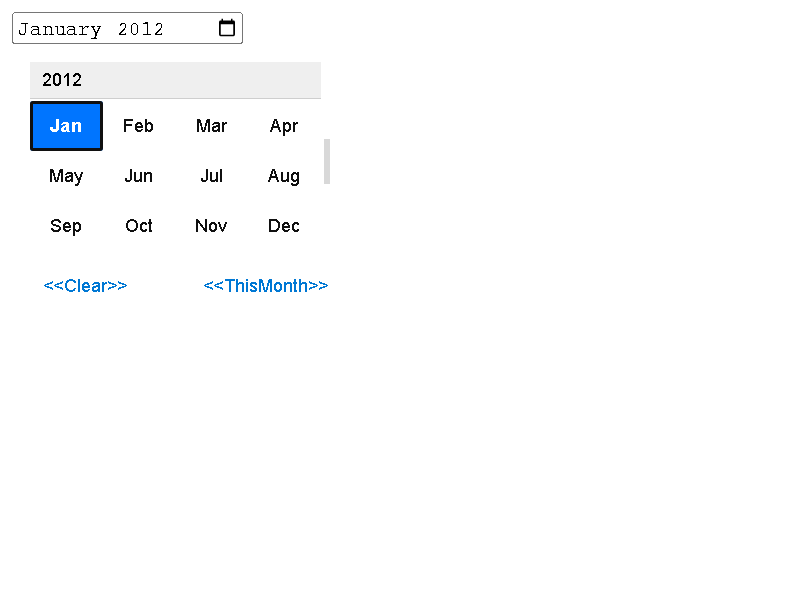 January 2012
2012
Jan Feb Mar Apr
May Jun Jul Aug
Sep Oct Nov Dec
<<Clear>> <<ThisMonth>>